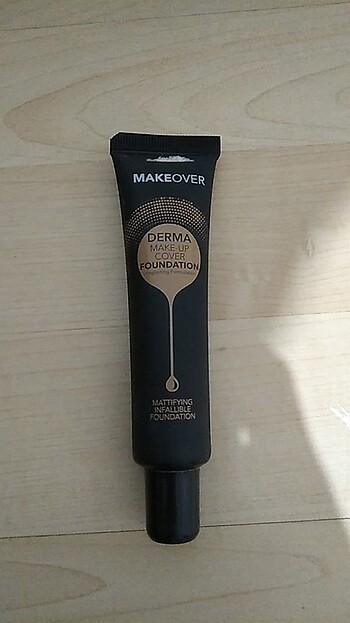 MAKEOVER
DERMA
MAKE-UP
COVER
FOUNDATION
MATTIFYING
INFALLIBLE
FOUNDATION